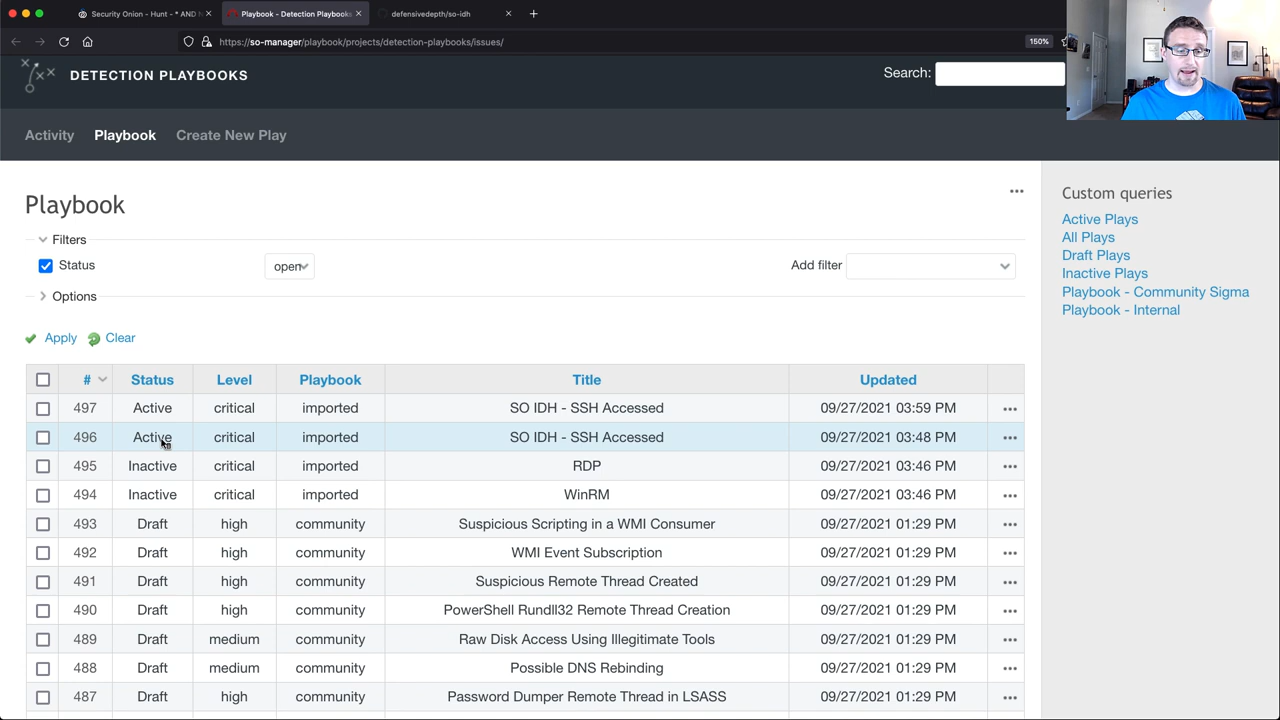 Security Onion - Hunt - * AND
Playbook - Detection Playbooks
defensivedepth/so-idh
https://so-manager/playbook/projects/detection-playbooks/issues/
150%
DETECTION PLAYBOOKS
Search:
Activity Playbook Create New Play
Playbook
Filters
Status open Add filter
Options
Apply Clear
# Status Level Playbook Title Updated
497 Active critical imported SO IDH - SSH Accessed 09/27/2021 03:59 PM
496 Active critical imported SO IDH - SSH Accessed 09/27/2021 03:48 PM
495 Inactive critical imported RDP 09/27/2021 03:46 PM
494 Inactive critical imported WinRM 09/27/2021 03:46 PM
493 Draft high community Suspicious Scripting in a WMI Consumer 09/27/2021 01:29 PM
492 Draft high community WMI Event Subscription 09/27/2021 01:29 PM
491 Draft high community Suspicious Remote Thread Created 09/27/2021 01:29 PM
490 Draft high community PowerShell Rundll32 Remote Thread Creation 09/27/2021 01:29 PM
489 Draft medium community Raw Disk Access Using Illegitimate Tools 09/27/2021 01:29 PM
488 Draft medium community Possible DNS Rebinding 09/27/2021 01:29 PM
487 Draft high community Password Dumper Remote Thread in LSASS 09/27/2021 01:29 PM
Custom queries
Active Plays
All Plays
Draft Plays
Inactive Plays
Playbook - Community Sigma
Playbook - Internal